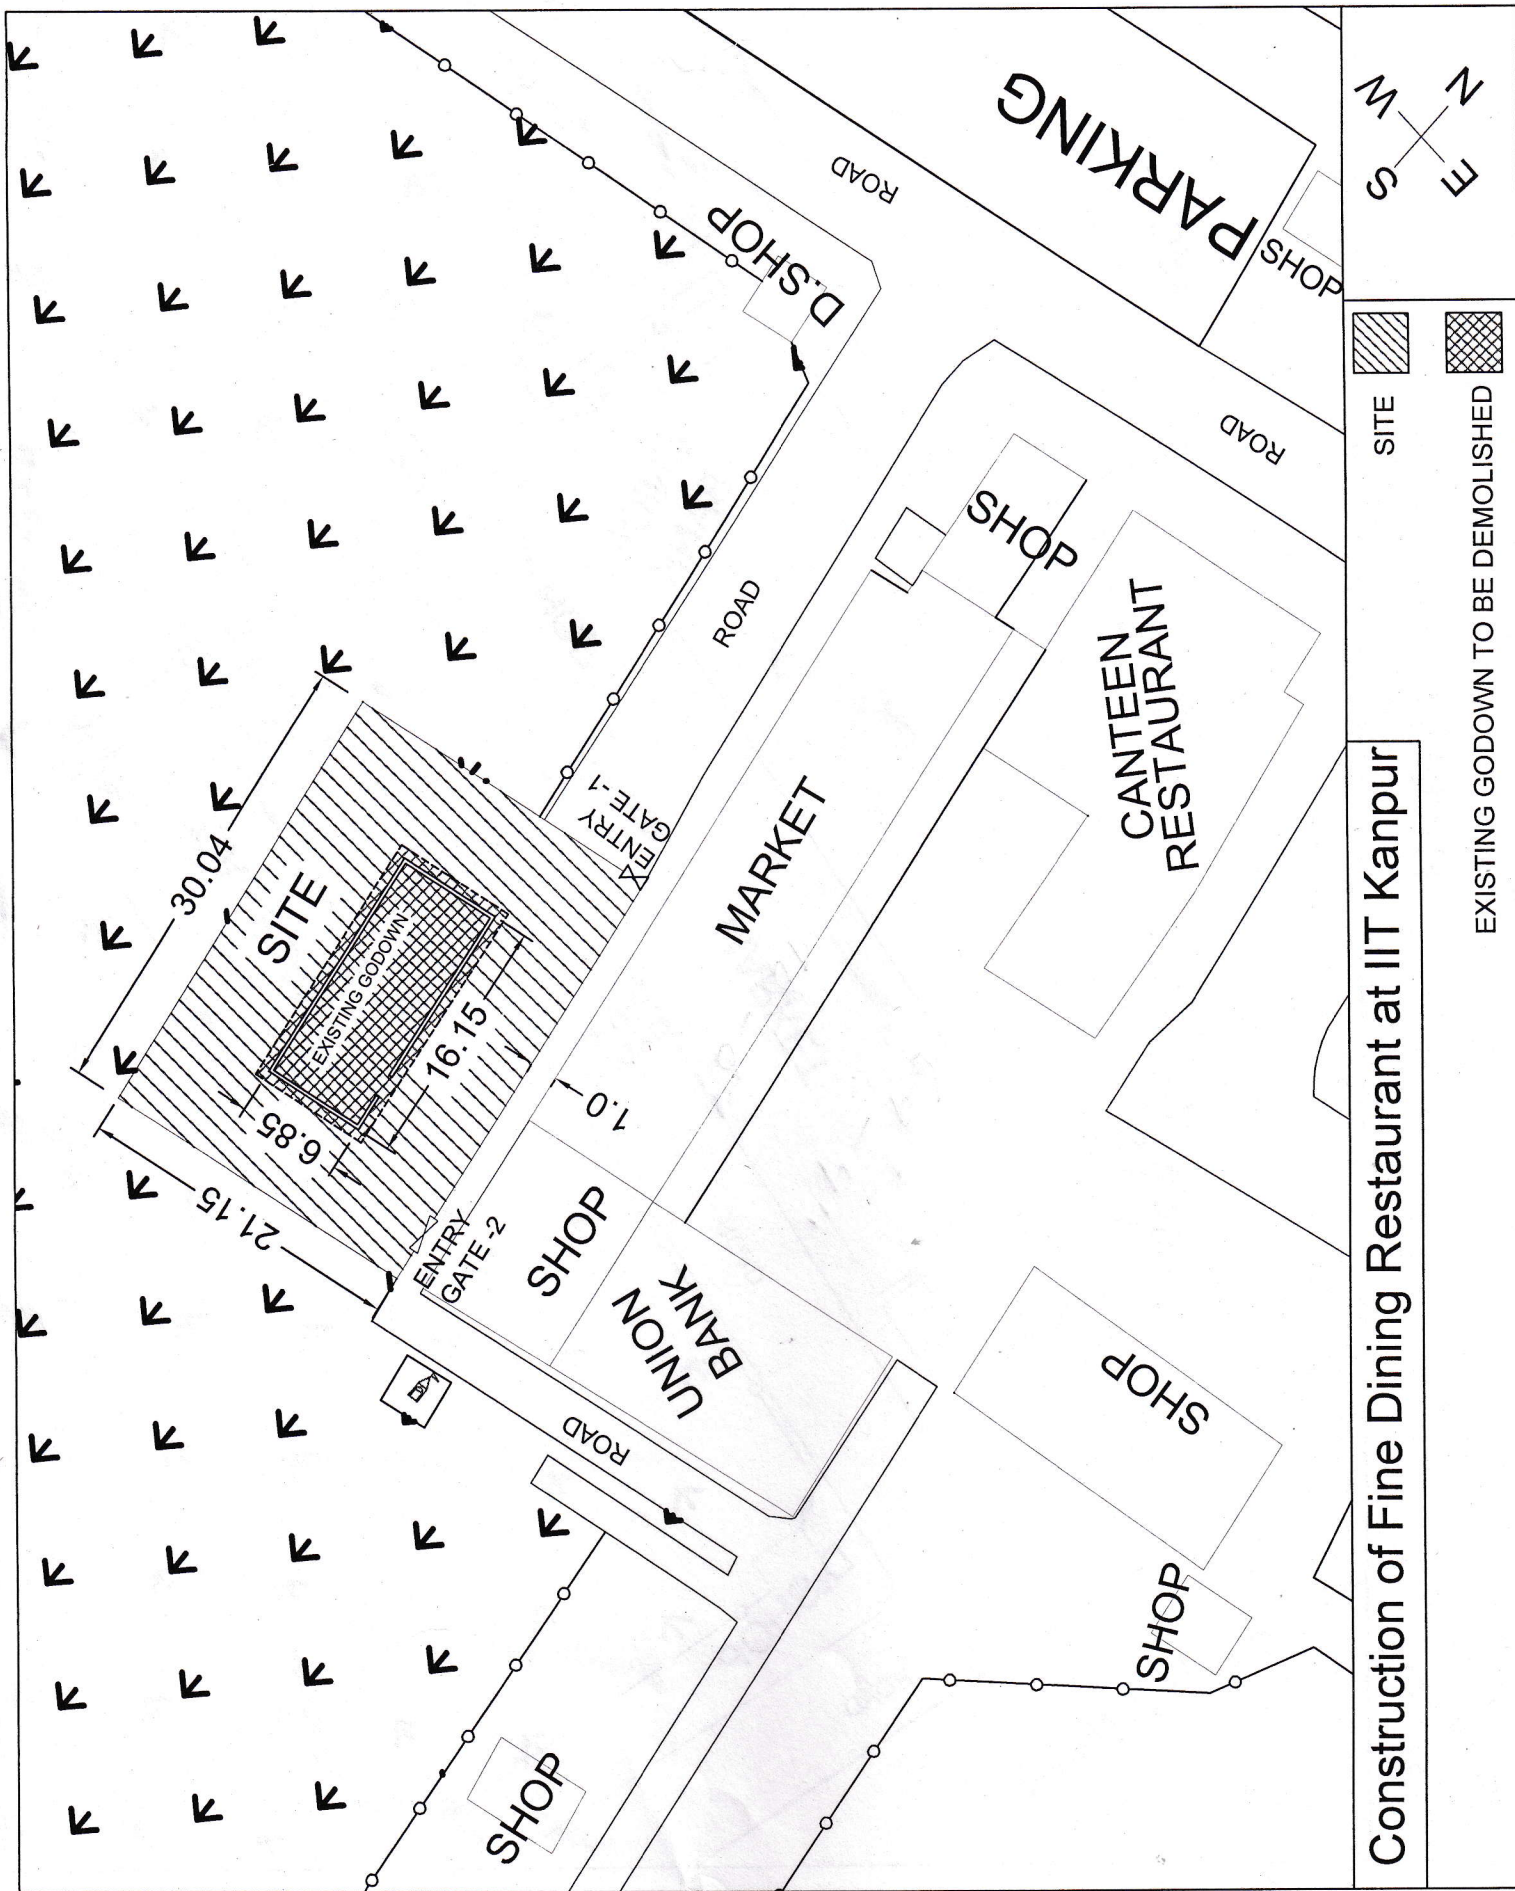 PARKING
ROAD
D.SHOP
SHOP
W
N
S
E
ROAD
SITE
EXISTING GODOWN TO BE DEMOLISHED
SHOP
CANTEEN
RESTAURANT
ROAD
ENTRY
GATE-1
MARKET
30.04
SITE
EXISTING GODOWN
16.15
6.85
21.15
1.0
ENTRY
GATE -2
SHOP
UNION
BANK
ROAD
SHOP
SHOP
SHOP
Construction of Fine Dining Restaurant at IIT Kanpur